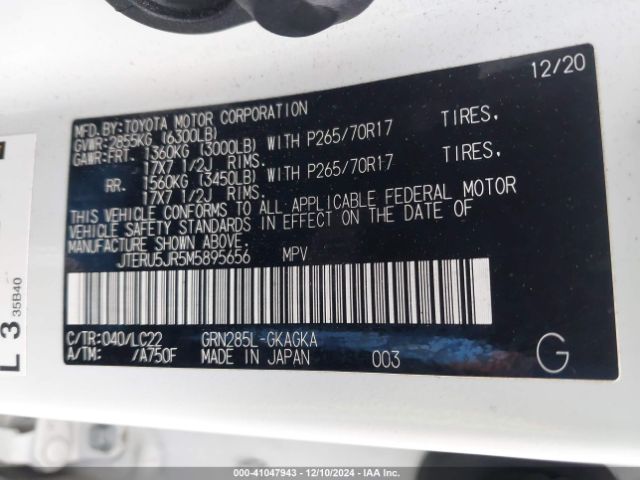 12/20
MFD.BY:TOYOTA MOTOR CORPORATION
GVWR:2855KG (6300LB)
GAWR:FRT. 1360KG (3000LB) WITH P265/70R17 TIRES,
17X7 1/2J RIMS.
RR. 1560KG (3450LB) WITH P265/70R17 TIRES,
17X7 1/2J RIMS.
THIS VEHICLE CONFORMS TO ALL APPLICABLE FEDERAL MOTOR
VEHICLE SAFETY STANDARDS IN EFFECT ON THE DATE OF
MANUFACTURE SHOWN ABOVE.
JTERU5JR5M5895656 MPV
C/TR:040/LC22 GRN285L-GKAGKA
A/TM: /A750F MADE IN JAPAN 003
G
L 3 35B40
000-41047943 - 12/10/2024 - IAA Inc.